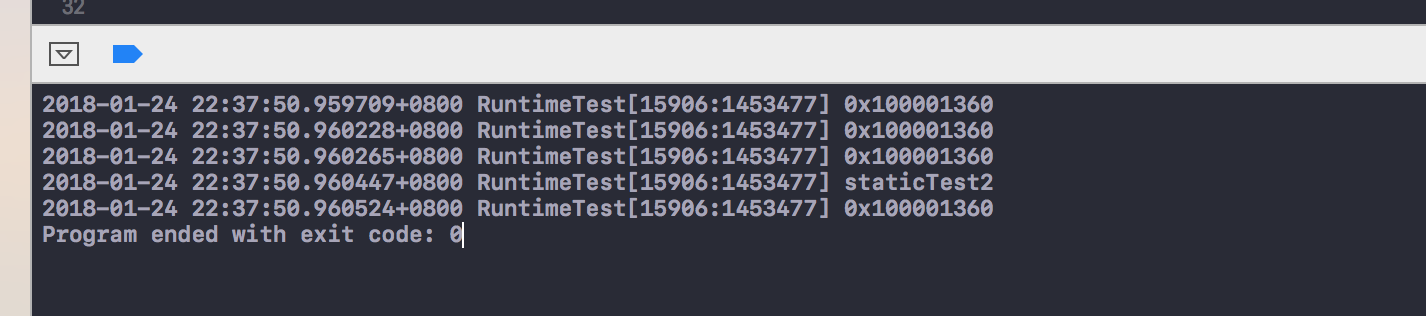 32
2018-01-24 22:37:50.959709+0800 RuntimeTest[15906:1453477] 0x100001360
2018-01-24 22:37:50.960228+0800 RuntimeTest[15906:1453477] 0x100001360
2018-01-24 22:37:50.960265+0800 RuntimeTest[15906:1453477] 0x100001360
2018-01-24 22:37:50.960447+0800 RuntimeTest[15906:1453477] staticTest2
2018-01-24 22:37:50.960524+0800 RuntimeTest[15906:1453477] 0x100001360
Program ended with exit code: 0